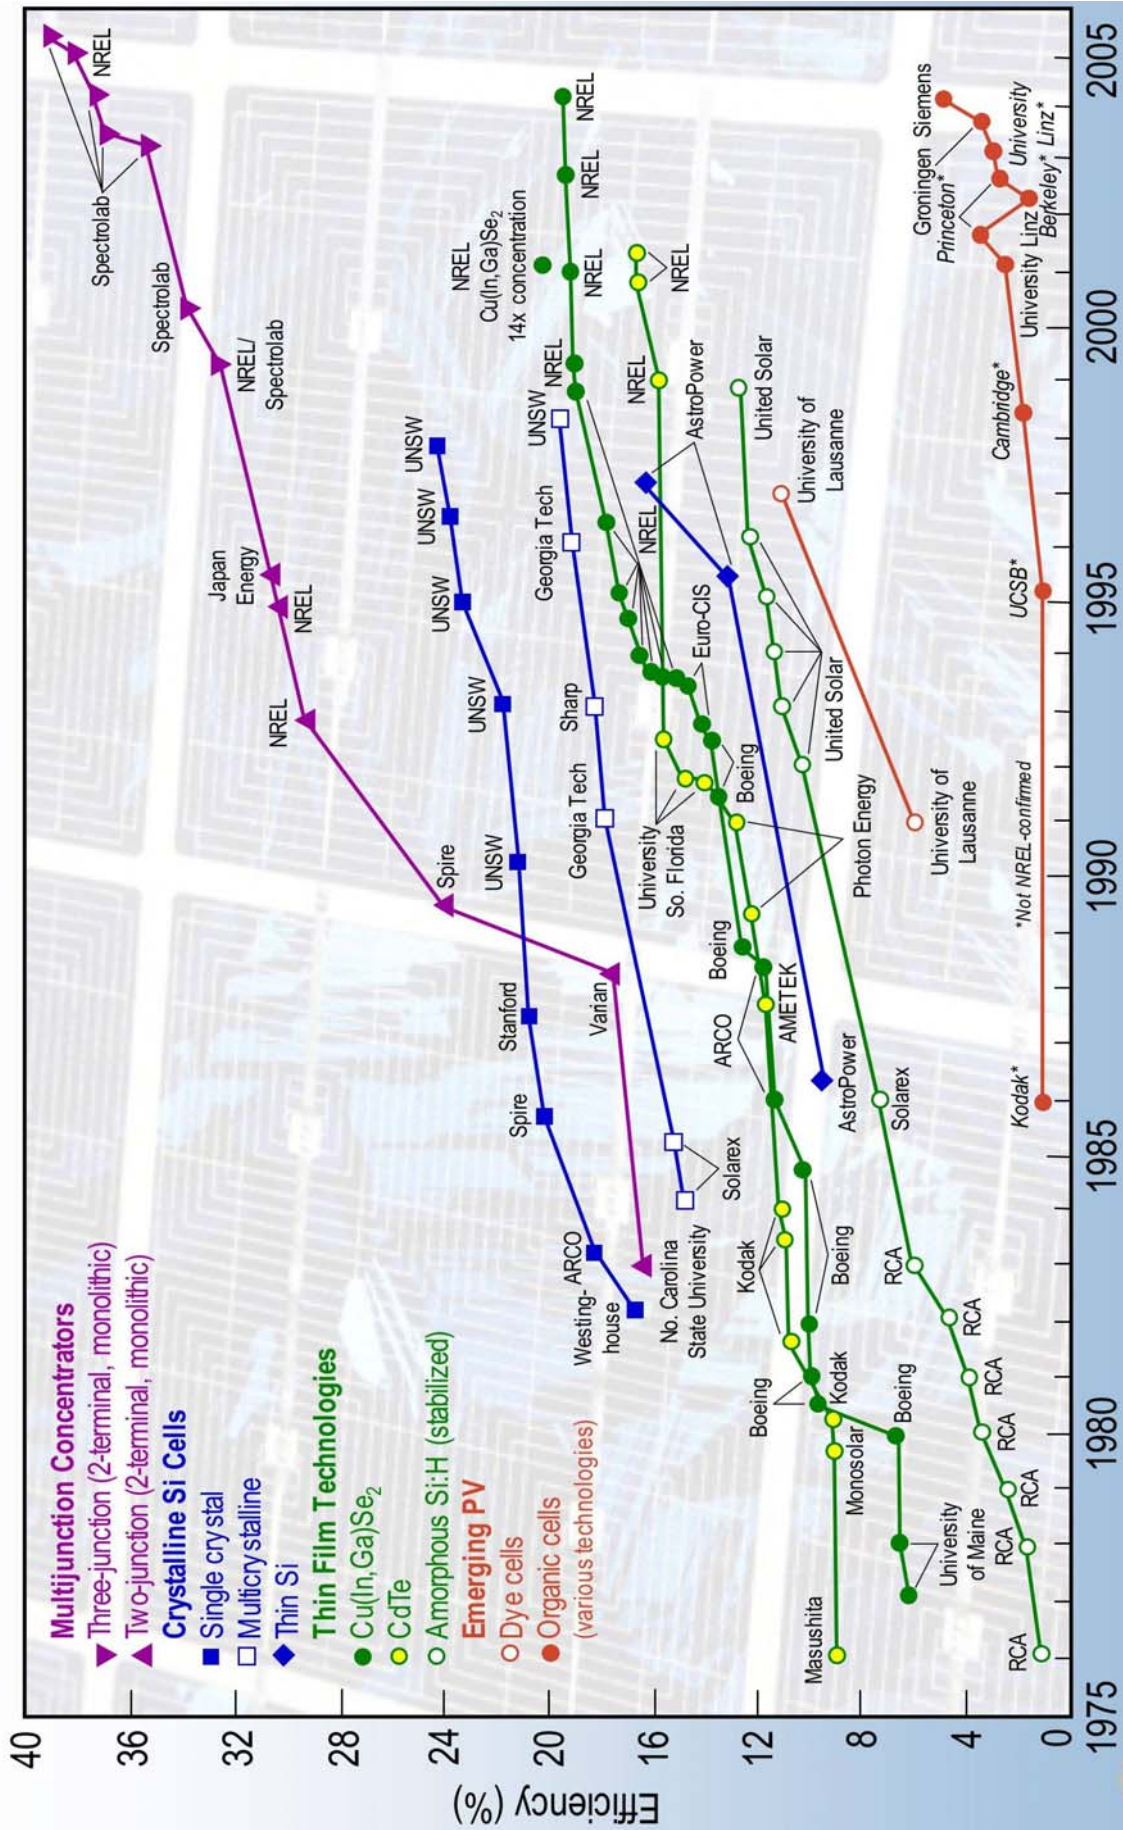 Efficiency (%)
40
36
32
28
24
20
16
12
8
4
0
1975
1980
1985
1990
1995
2000
2005
Multijunction Concentrators
Three-junction (2-terminal, monolithic)
Two-junction (2-terminal, monolithic)
Crystalline Si Cells
Single crystal
Multicrystalline
Thin Si
Thin Film Technologies
Cu(In,Ga)Se₂
CdTe
Amorphous Si:H (stabilized)
Emerging PV
Dye cells
Organic cells
(various technologies)
Varian
Spire
NREL
NREL
Japan
Energy
NREL/
Spectrolab
Spectrolab
Spectrolab
NREL
Westing-
house
ARCO
Spire
Stanford
UNSW
UNSW
UNSW
UNSW
UNSW
No. Carolina
State University
Solarex
Georgia Tech
Sharp
Georgia Tech
UNSW
NREL
Cu(In,Ga)Se₂
14x concentration
NREL
NREL
NREL
NREL
NREL
NREL
NREL
Masushita
Monosolar
Kodak
Boeing
Kodak
Boeing
Boeing
University
of Maine
ARCO
AMETEK
Boeing
Photon Energy
University
So. Florida
Boeing
Euro-CIS
AstroPower
AstroPower
RCA
RCA
RCA
RCA
RCA
RCA
RCA
Solarex
United Solar
United Solar
University of
Lausanne
University of
Lausanne
*Not NREL-confirmed
Kodak*
UCSB*
Cambridge*
University Linz
Berkeley*
Princeton*
Groningen
University
Linz*
Siemens